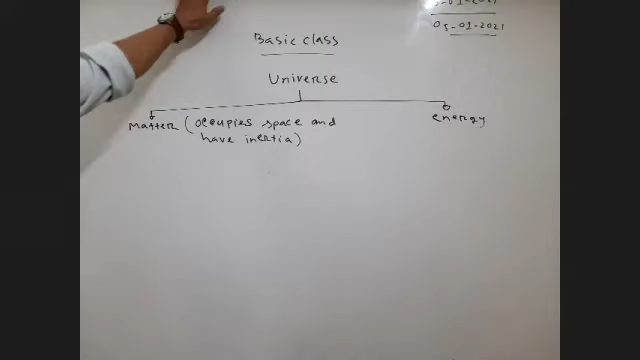 05-01-2021
Basic class
Universe
Matter (occupies space and
have inertia)
energy